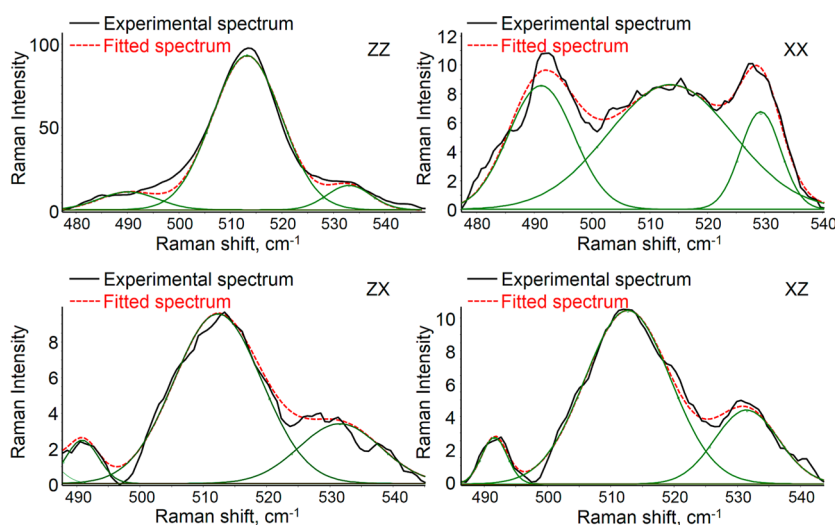 Experimental spectrum
Fitted spectrum
ZZ
Raman Intensity
100
50
0
480 490 500 510 520 530 540
Raman shift, cm-1
Experimental spectrum
Fitted spectrum
XX
Raman Intensity
12
10
8
6
4
2
0
480 490 500 510 520 530 540
Raman shift, cm-1
Experimental spectrum
Fitted spectrum
ZX
Raman Intensity
8
6
4
2
0
490 500 510 520 530 540
Raman shift, cm-1
Experimental spectrum
Fitted spectrum
XZ
Raman Intensity
10
8
6
4
2
0
490 500 510 520 530 540
Raman shift, cm-1